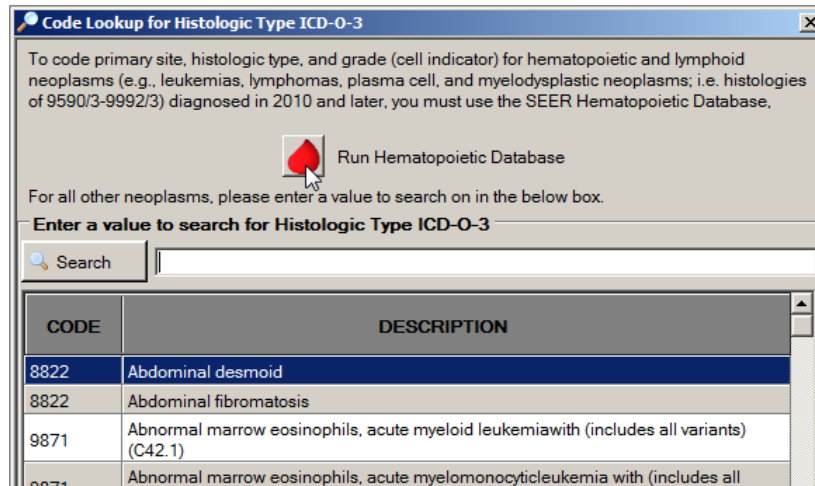 Code Lookup for Histologic Type ICD-O-3
To code primary site, histologic type, and grade (cell indicator) for hematopoietic and lymphoid
neoplasms (e.g., leukemias, lymphomas, plasma cell, and myelodysplastic neoplasms; i.e. histologies
of 9590/3-9992/3) diagnosed in 2010 and later, you must use the SEER Hematopoietic Database,
Run Hematopoietic Database
For all other neoplasms, please enter a value to search on in the below box.
Enter a value to search for Histologic Type ICD-O-3
Search
CODE DESCRIPTION
8822 Abdominal desmoid
8822 Abdominal fibromatosis
9871 Abnormal marrow eosinophils, acute myeloid leukemiawith (includes all variants)
(C42.1)
Abnormal marrow eosinophils, acute myelomonocyticleukemia with (includes all
9871